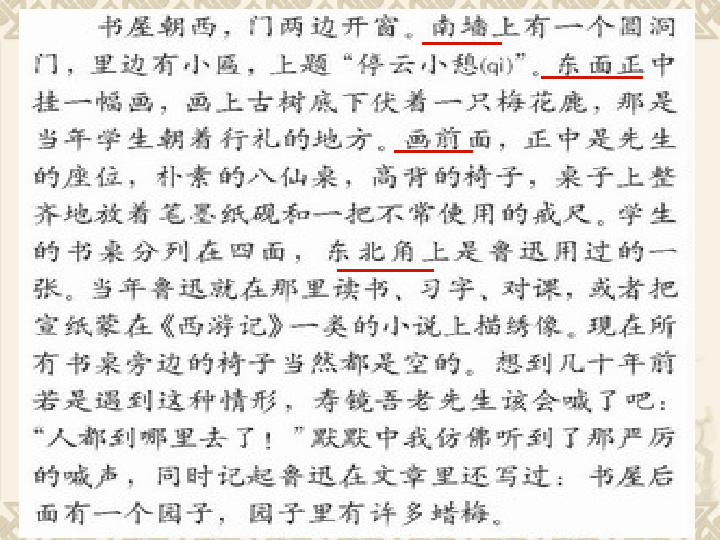 书屋朝西，门两边开窗。南墙上有一个圆洞
门，里边有小匾，上题“停云小憩(qì)”。东面正中
挂一幅画，画上古树底下伏着一只梅花鹿，那是
当年学生朝着行礼的地方。画前面，正中是先生
的座位，朴素的八仙桌，高背的椅子，桌子上整
齐地放着笔墨纸砚和一把不常使用的戒尺。学生
的书桌分列在四面，东北角上是鲁迅用过的一
张。当年鲁迅就在那里读书、习字、对课，或者把
宣纸蒙在《西游记》一类的小说上描绣像。现在所
有书桌旁边的椅子当然都是空的。想到几十年前
若是遇到这种情形，寿镜吾老先生该会喊了吧：
“人都到哪里去了！”默默中我仿佛听到了那严厉
的喊声，同时记起鲁迅在文章里还写过：书屋后
面有一个园子，园子里有许多蜡梅。